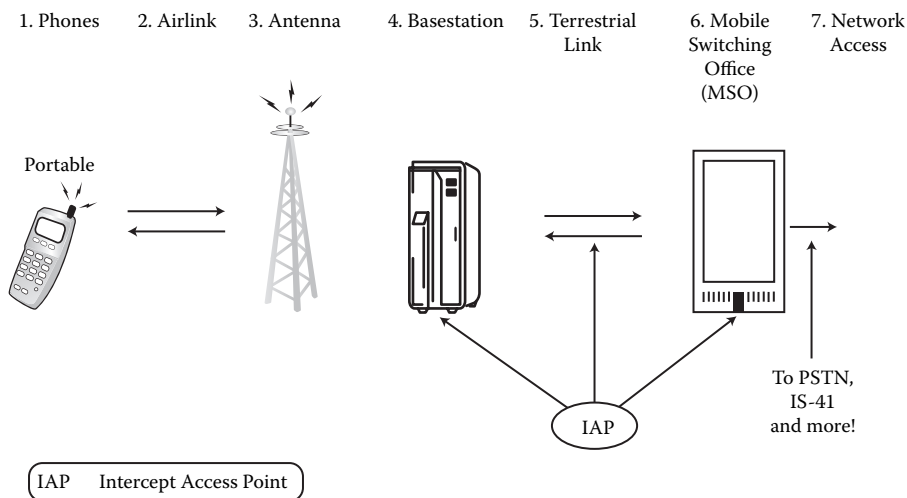 1. Phones
2. Airlink
3. Antenna
4. Basestation
5. Terrestrial
Link
6. Mobile
Switching
Office
(MSO)
7. Network
Access
Portable
To PSTN,
IS-41
and more!
IAP
IAP Intercept Access Point